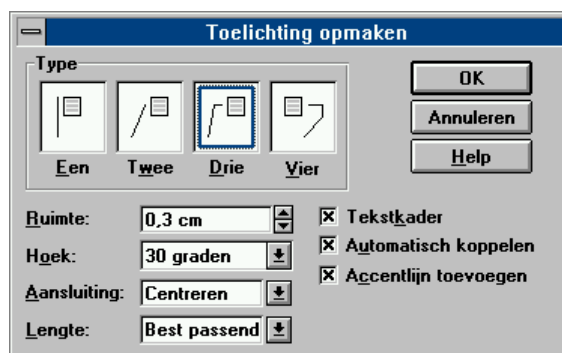 Toelichting opmaken
Type
Een Twee Drie Vier
OK
Annuleren
Help
Ruimte: 0,3 cm
Hoek: 30 graden
Aansluiting: Centreren
Lengte: Best passend
Tekstkader
Automatisch koppelen
Accentlijn toevoegen